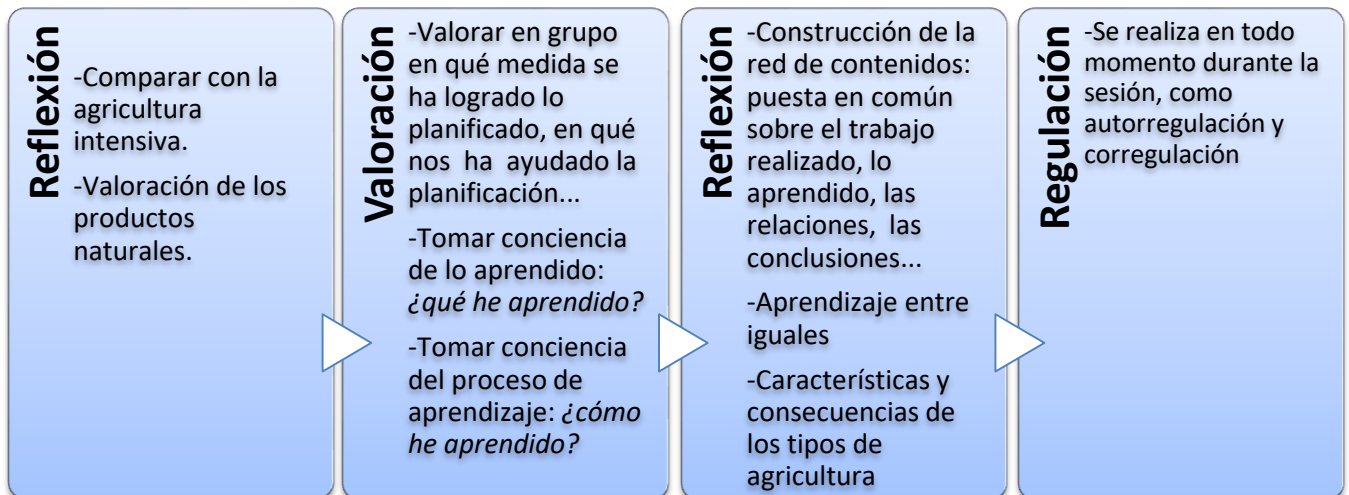 Reflexión
-Comparar con la
agricultura
intensiva.
-Valoración de los
productos
naturales.
Valoración
-Valorar en grupo
en qué medida se
ha logrado lo
planificado, en qué
nos ha ayudado la
planificación...
-Tomar conciencia
de lo aprendido:
¿qué he aprendido?
-Tomar conciencia
del proceso de
aprendizaje: ¿cómo
he aprendido?
Reflexión
-Construcción de la
red de contenidos:
puesta en común
sobre el trabajo
realizado, lo
aprendido, las
relaciones, las
conclusiones...
-Aprendizaje entre
iguales
-Características y
consecuencias de
los tipos de
agricultura
Regulación
-Se realiza en todo
momento durante la
sesión, como
autorregulación y
corregulación